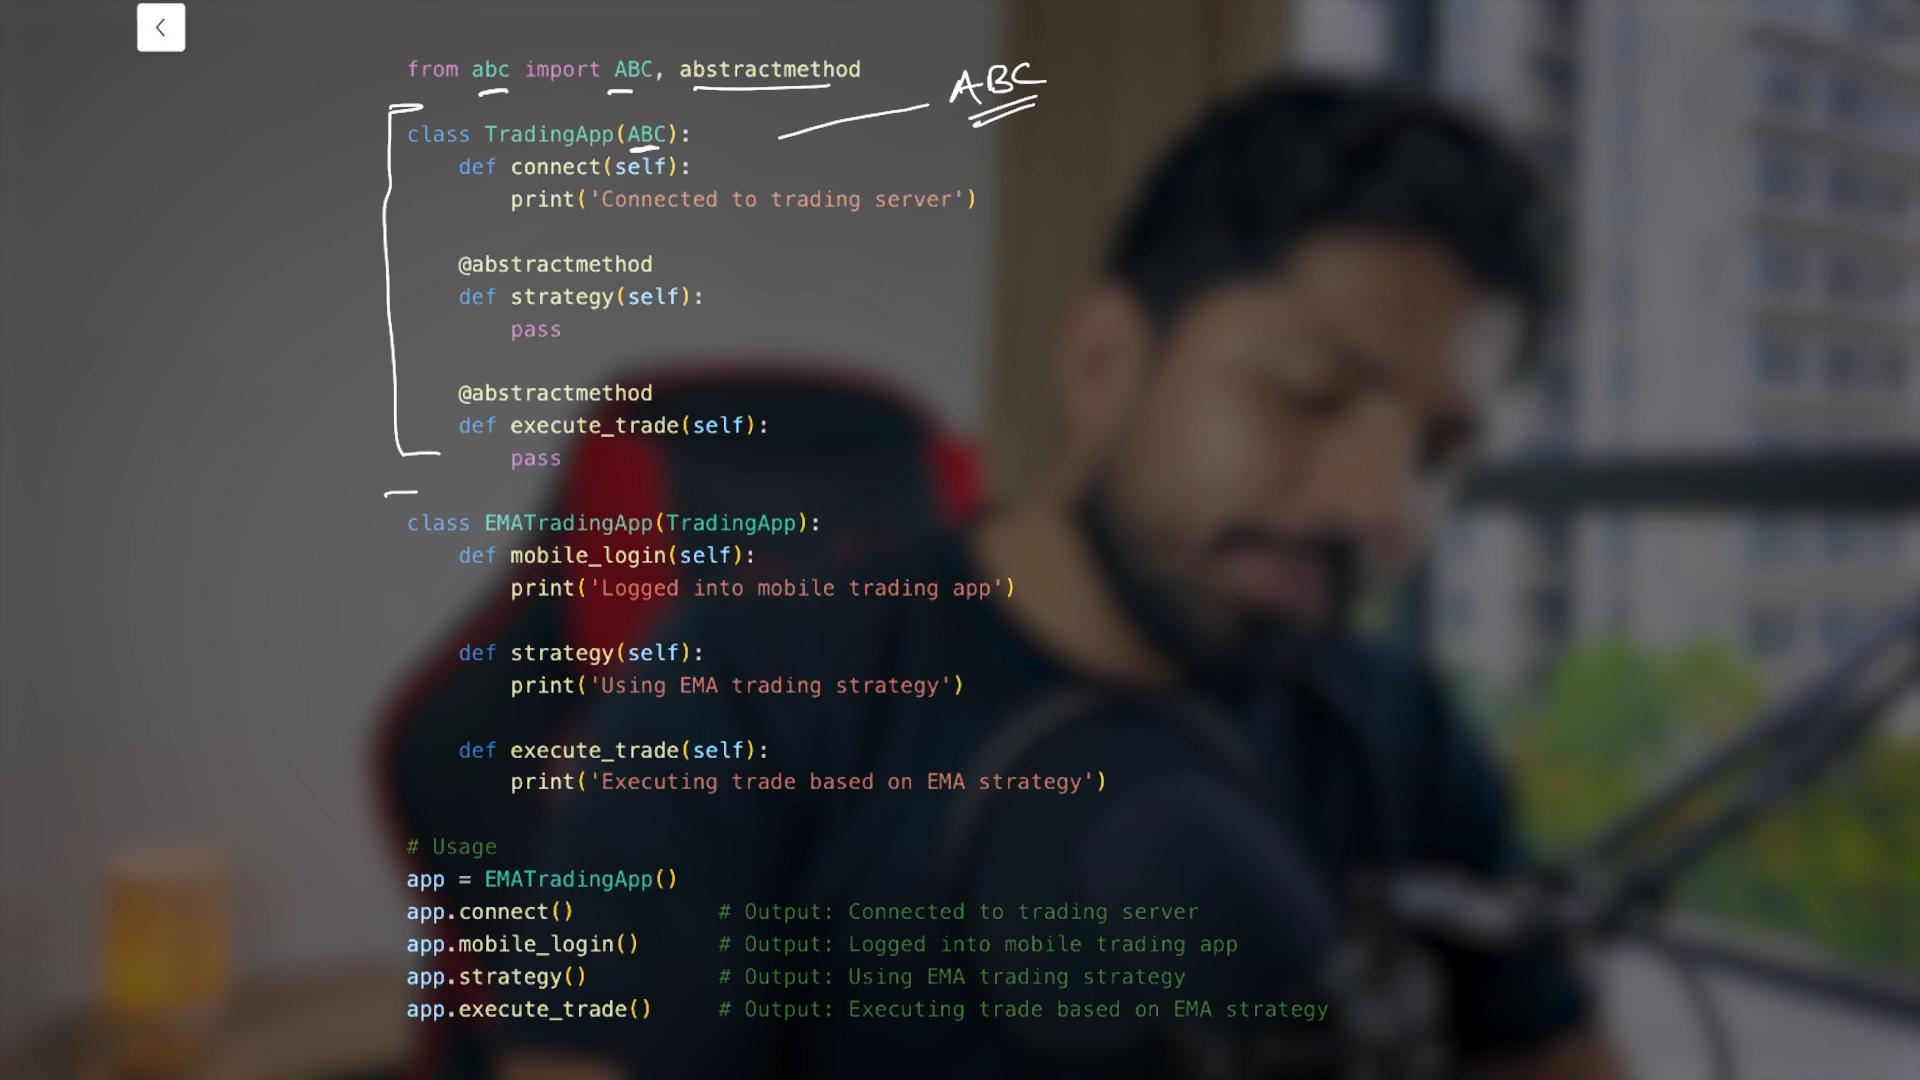 from abc import ABC, abstractmethod
ABC
class TradingApp(ABC):
    def connect(self):
        print('Connected to trading server')
    @abstractmethod
    def strategy(self):
        pass
    @abstractmethod
    def execute_trade(self):
        pass
class EMATradingApp(TradingApp):
    def mobile_login(self):
        print('Logged into mobile trading app')
    def strategy(self):
        print('Using EMA trading strategy')
    def execute_trade(self):
        print('Executing trade based on EMA strategy')
# Usage
app = EMATradingApp()
app.connect()           # Output: Connected to trading server
app.mobile_login()      # Output: Logged into mobile trading app
app.strategy()          # Output: Using EMA trading strategy
app.execute_trade()     # Output: Executing trade based on EMA strategy